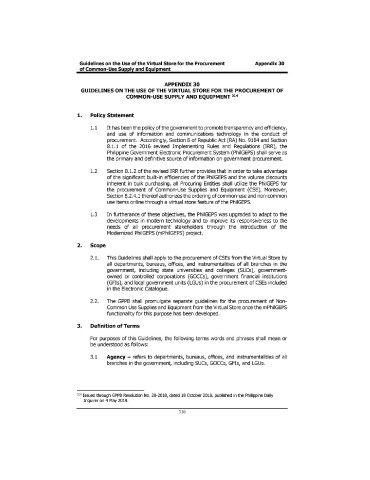 Guidelines on the Use of the Virtual Store for the Procurement Appendix 30
of Common-Use Supply and Equipment
APPENDIX 30
GUIDELINES ON THE USE OF THE VIRTUAL STORE FOR THE PROCUREMENT OF
COMMON-USE SUPPLY AND EQUIPMENT
1. Policy Statement
1.1 It has been the policy of the government to promote transparency and efficiency,
and use of information and communications technology in the conduct of
procurement. Accordingly, Section 8 of Republic Act (RA) No. 9184 and Section
8.1.1 of the 2016 revised Implementing Rules and Regulations (IRR), the
Philippine Government Electronic Procurement System (PhilGEPS) shall serve as
the primary and definitive source of information on government procurement.
1.2 Section 8.1.2 of the revised IRR further provides that in order to take advantage
of the significant built-in efficiencies of the PhilGEPS and the volume discounts
inherent in bulk purchasing, all Procuring Entities shall utilize the PhilGEPS for
the procurement of Common-Use Supplies and Equipment (CSE). Moreover,
Section 8.2.4.1 thereof authorizes the ordering of common use and non-common
use items online through a virtual store feature of the PhilGEPS.
1.3 In furtherance of these objectives, the PhilGEPS was upgraded to adapt to the
developments in modern technology and to improve its responsiveness to the
needs of all procurement stakeholders through the introduction of the
Modernized PhilGEPS (mPhilGEPS) project.
2. Scope
2.1. This Guidelines shall apply to the procurement of CSEs from the Virtual Store by
all departments, bureaus, offices, and instrumentalities of all branches in the
government, including state universities and colleges (SUCs), government-
owned or controlled corporations (GOCCs), government financial institutions
(GFIs), and local government units (LGUs) in the procurement of CSEs included
in the Electronic Catalogue.
2.2. The GPPB shall promulgate separate guidelines for the procurement of Non-
Common Use Supplies and Equipment from the Virtual Store once the mPhilGEPS
functionality for this purpose has been developed.
3. Definition of Terms
For purposes of this Guidelines, the following terms words and phrases shall mean or
be understood as follows:
3.1 Agency – refers to departments, bureaus, offices, and instrumentalities of all
branches in the government, including SUCs, GOCCs, GFIs, and LGUs.
Issued through GPPB Resolution No. 20-2018, dated 18 October 2018, published in the Philippine Daily
Inquirer on 4 May 2019.